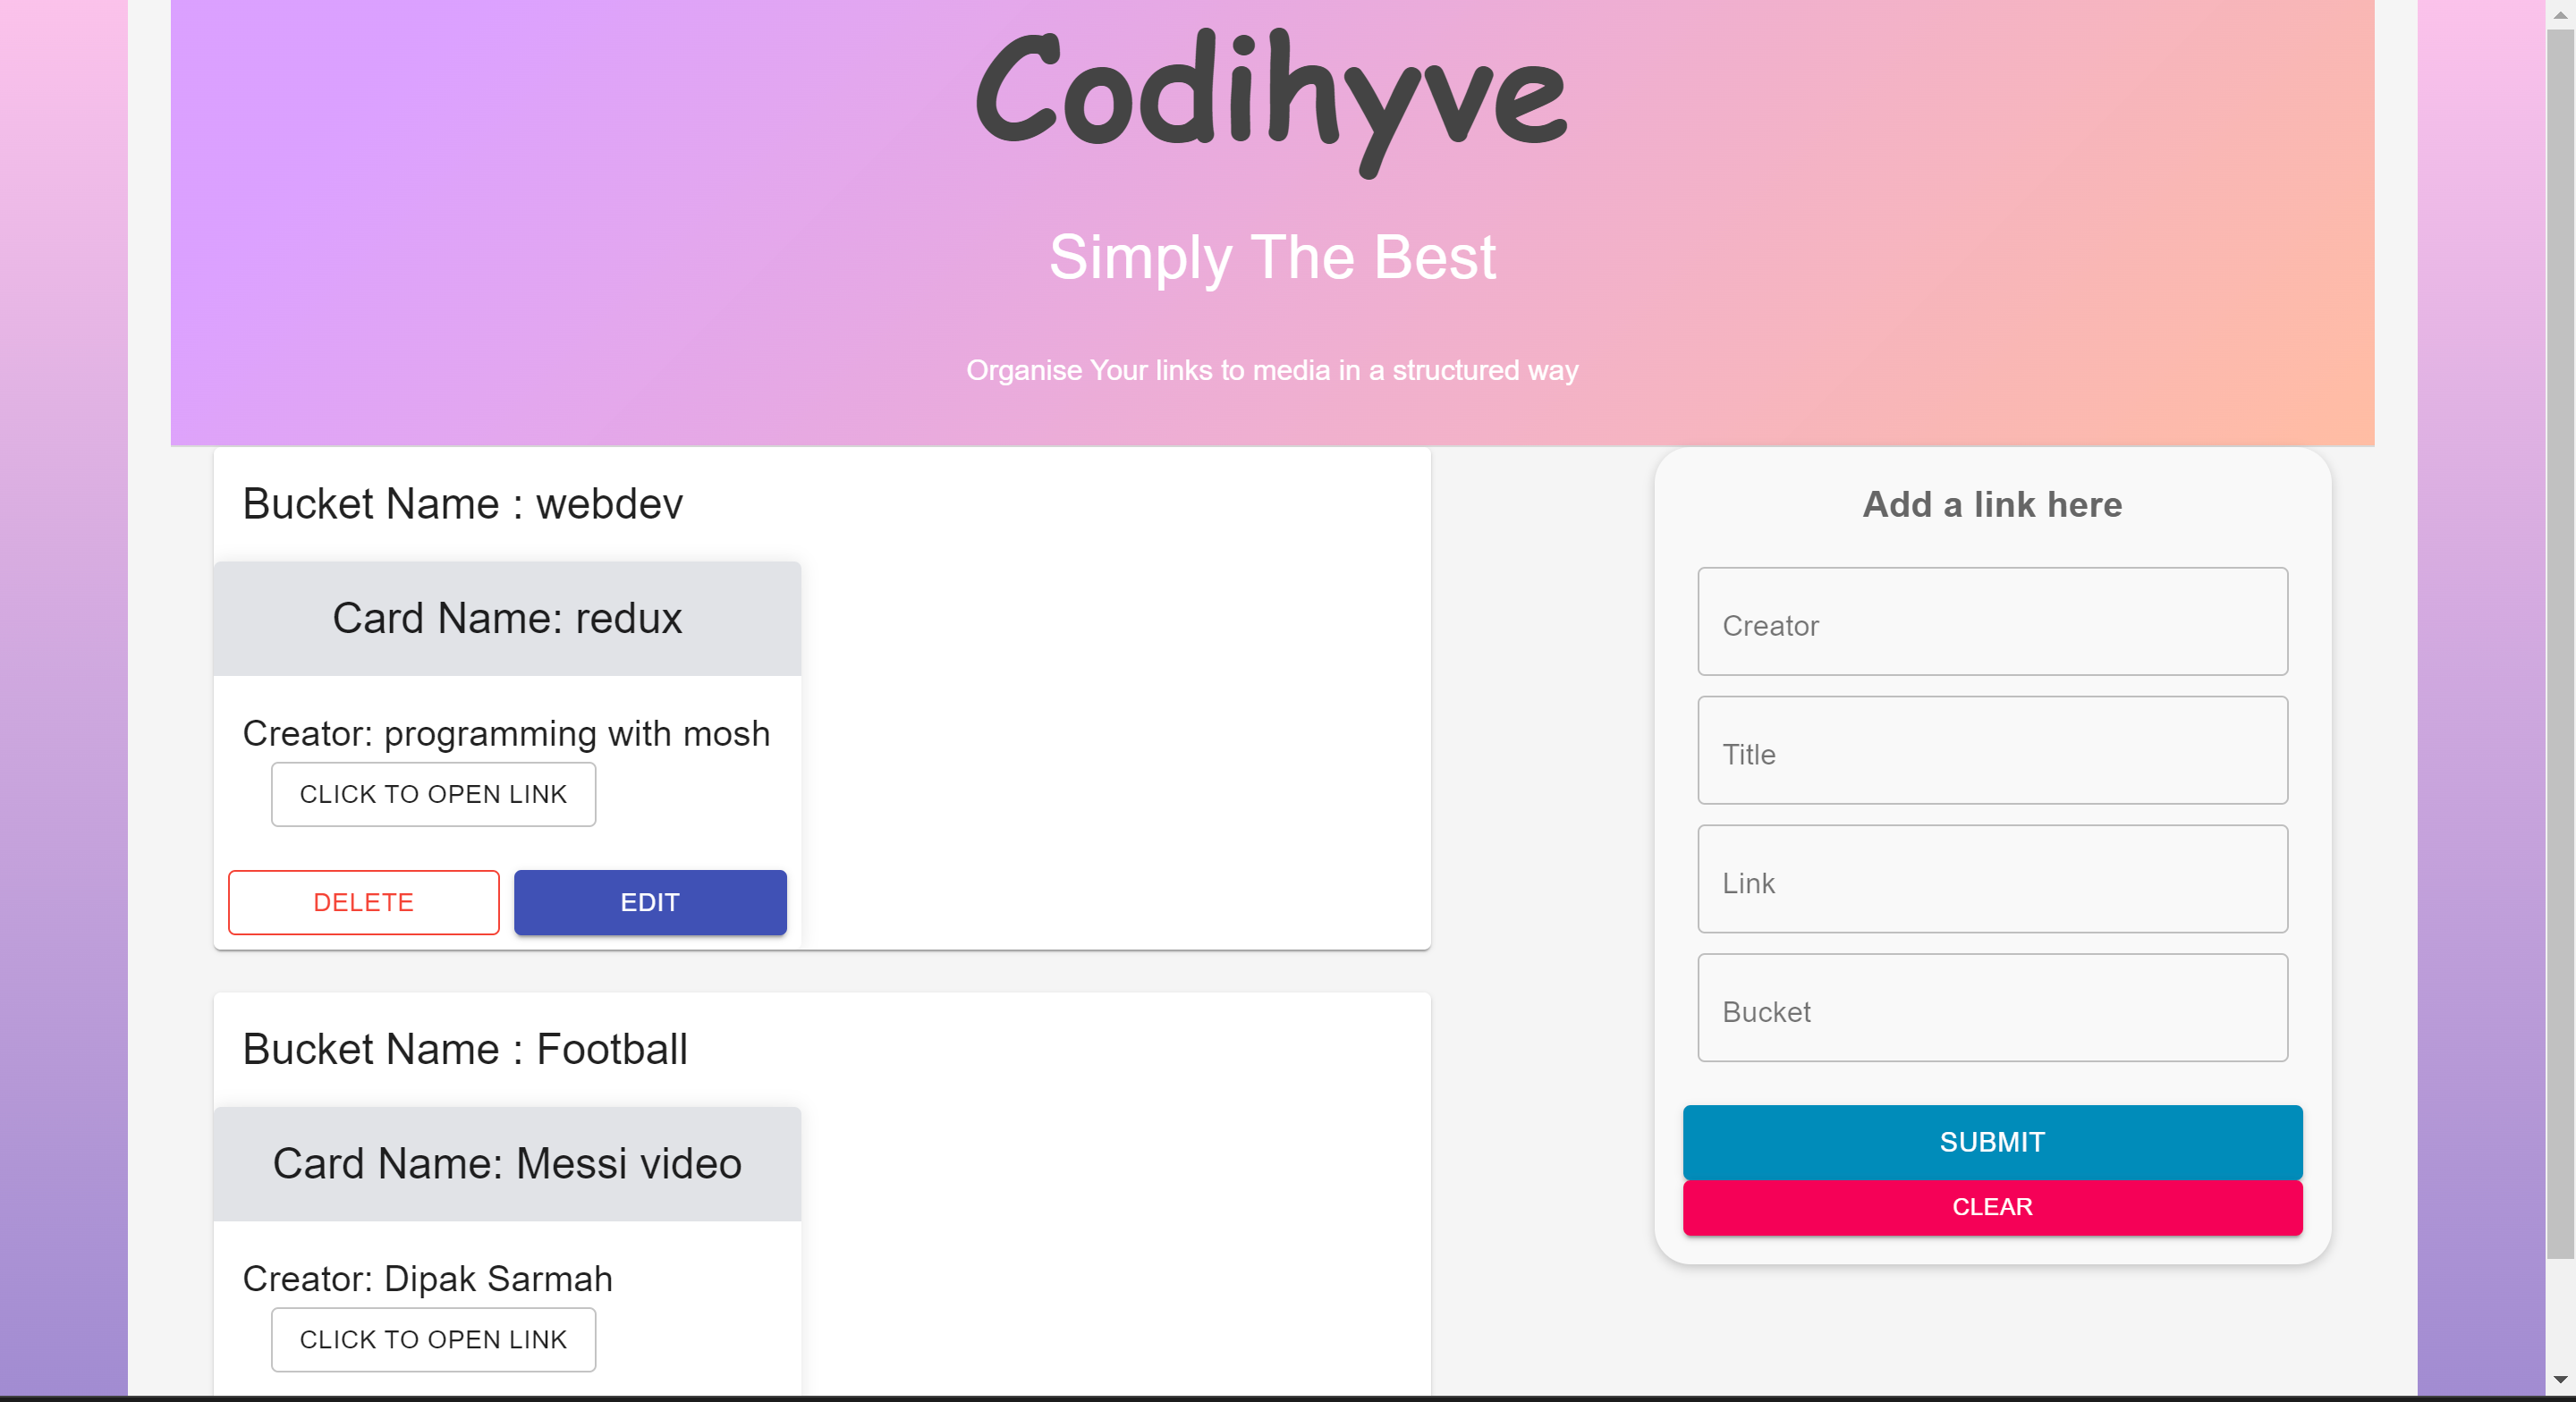 Codihyve
Simply The Best
Organise Your links to media in a structured way
Bucket Name : webdev
Card Name: redux
Creator: programming with mosh
CLICK TO OPEN LINK
DELETE
EDIT
Bucket Name : Football
Card Name: Messi video
Creator: Dipak Sarmah
CLICK TO OPEN LINK
Add a link here
Creator
Title
Link
Bucket
SUBMIT
CLEAR